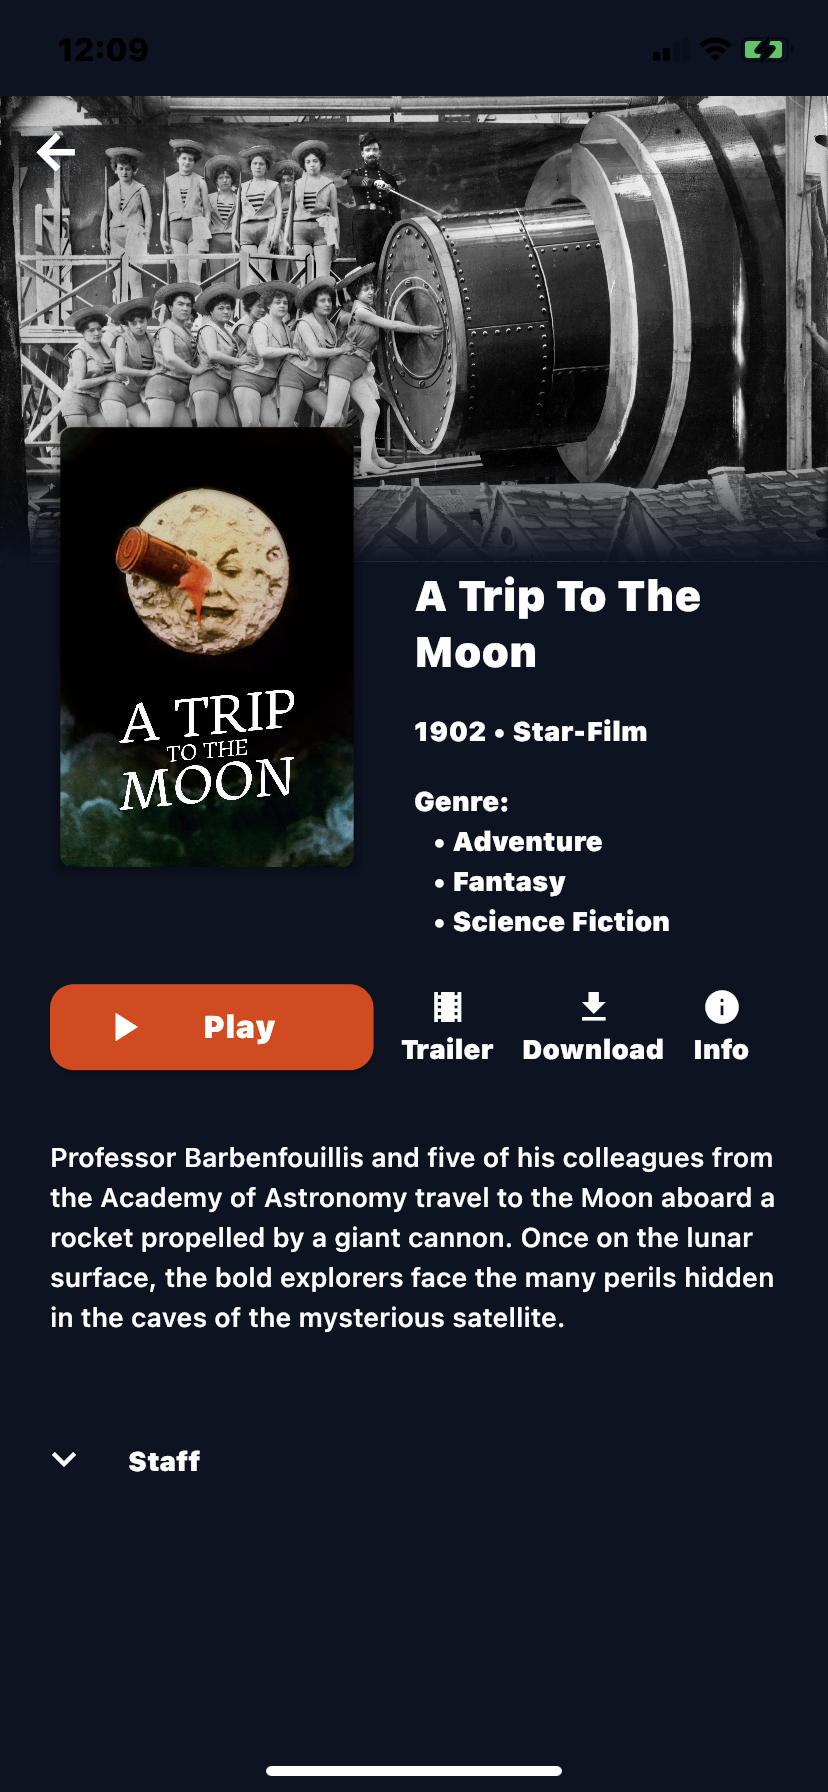 12:09
A TRIP
TO THE
MOON
A Trip To The
Moon
1902 • Star-Film
Genre:
• Adventure
• Fantasy
• Science Fiction
Play
Trailer
Download
Info
Professor Barbenfouillis and five of his colleagues from
the Academy of Astronomy travel to the Moon aboard a
rocket propelled by a giant cannon. Once on the lunar
surface, the bold explorers face the many perils hidden
in the caves of the mysterious satellite.
Staff